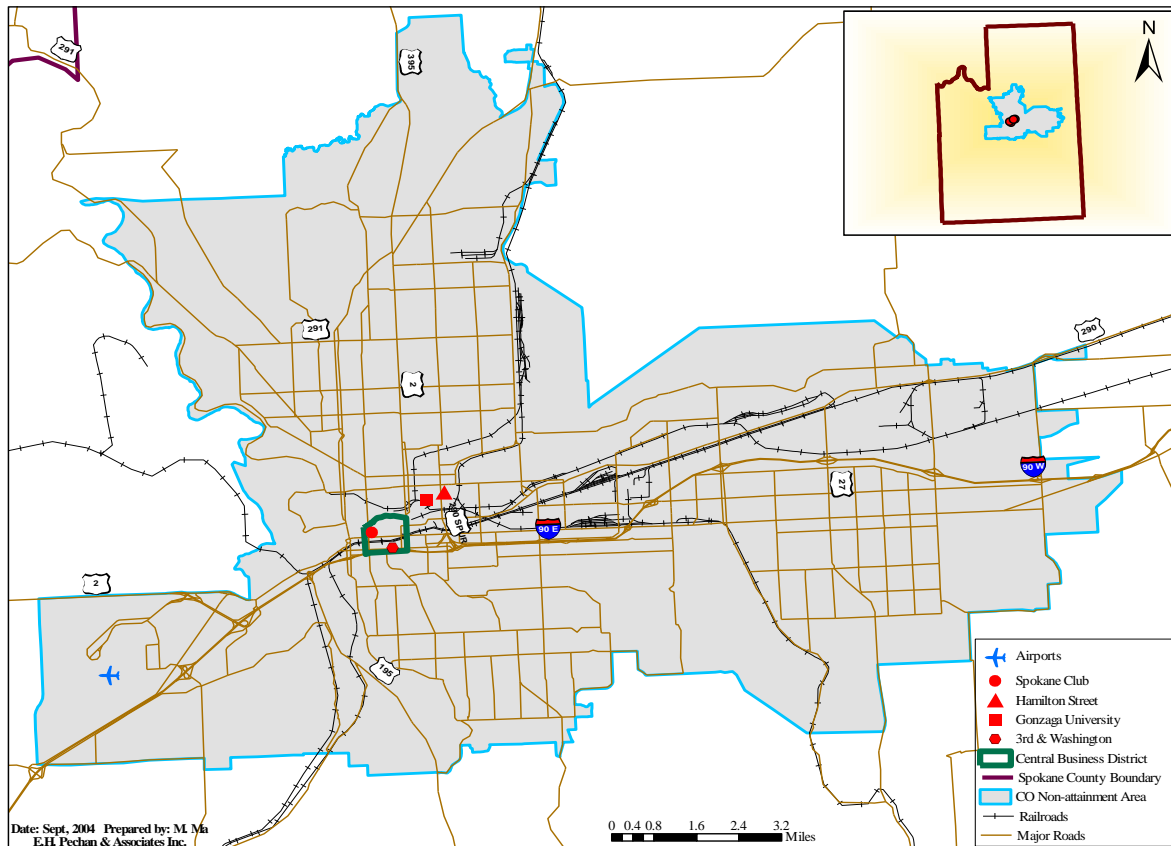 291
395
N
290
291
2
27
90 W
290 SPUR
90 E
2
195
Airports
Spokane Club
Hamilton Street
Gonzaga University
3rd & Washington
Central Business District
Spokane County Boundary
CO Non-attainment Area
Railroads
Major Roads
Date: Sept, 2004 Prepared by: M. Ma
E.H. Pechan & Associates Inc.
0 0.4 0.8 1.6 2.4 3.2
Miles